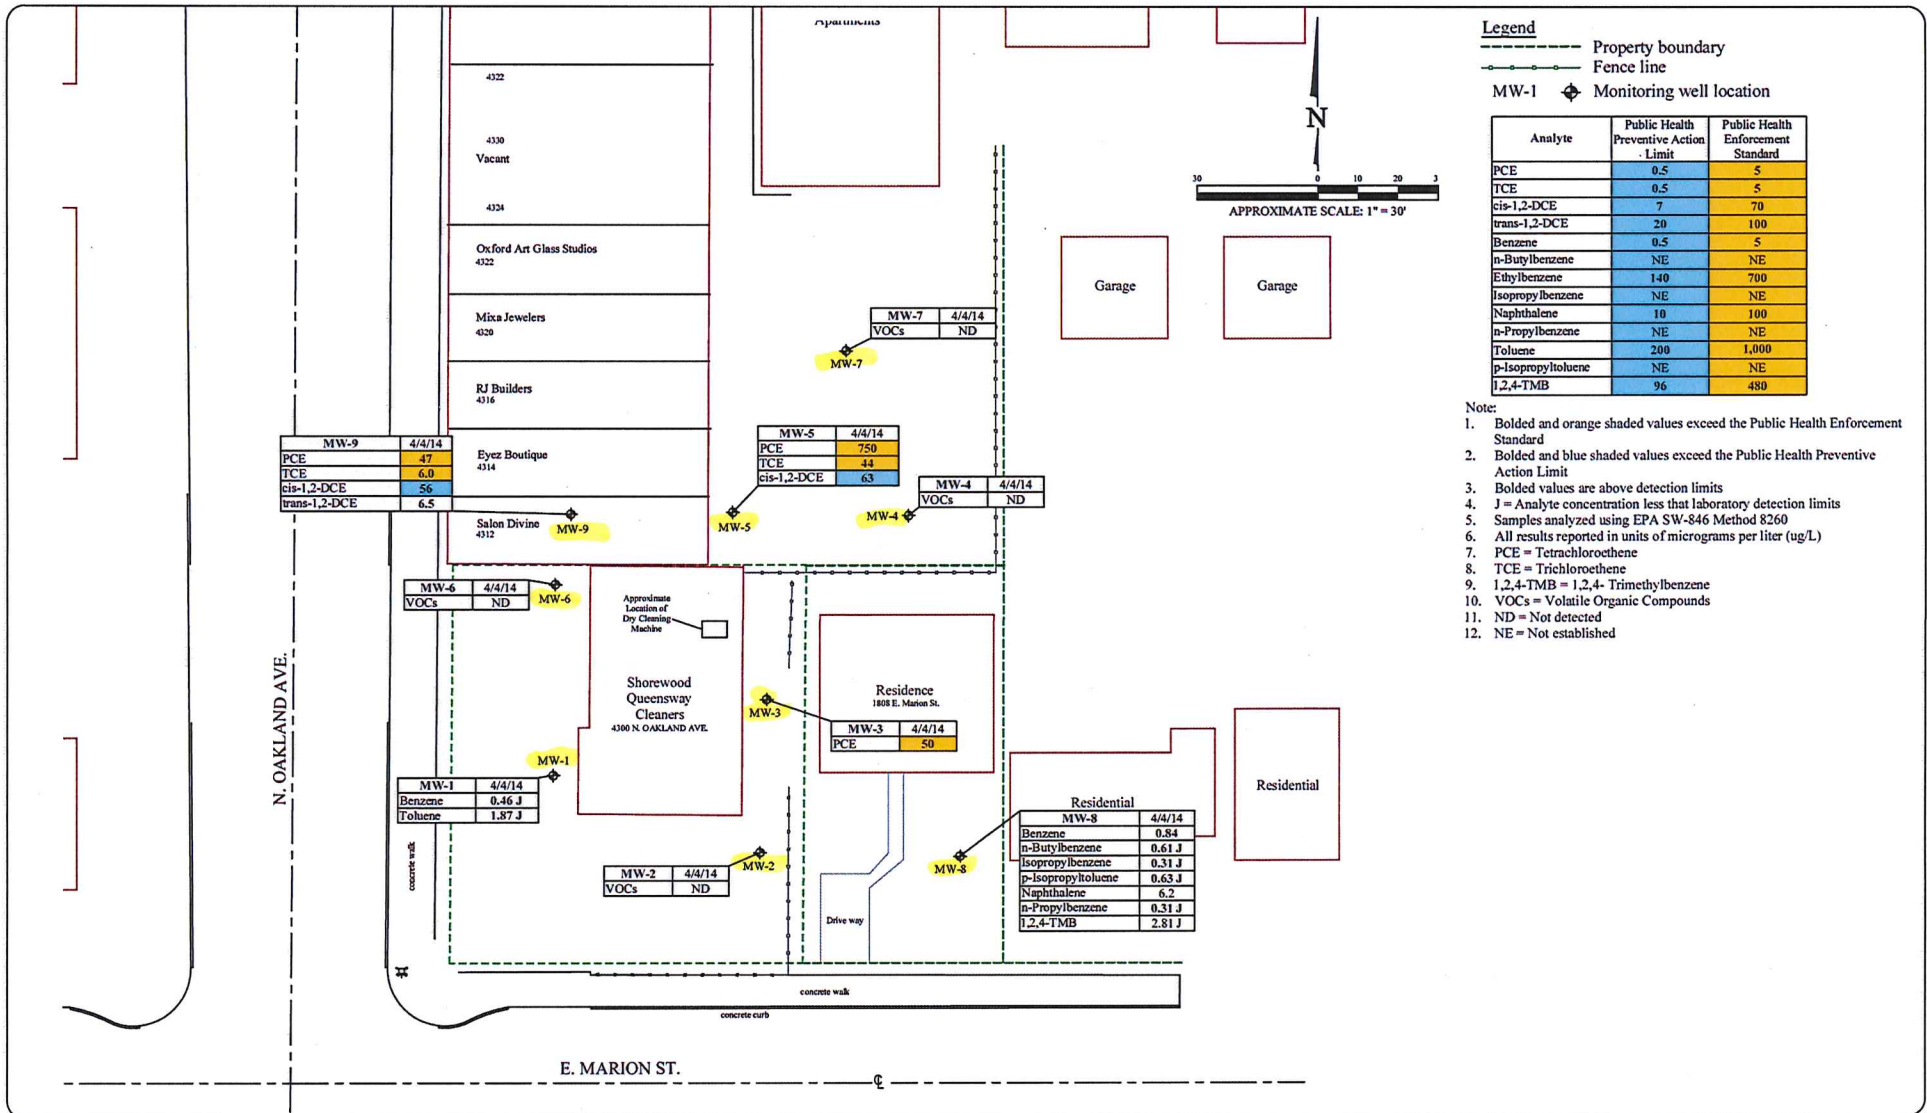 Apartments
4322
4330
Vacant
4324
Oxford Art Glass Studios
4322
Mixa Jewelers
4320
RJ Builders
4316
Eyez Boutique
4314
Salon Divine
4312
N
30 0 10 20 3
APPROXIMATE SCALE: 1" = 30'
Garage
Garage
MW-7 4/4/14
VOCs ND
MW-7
MW-9 4/4/14
PCE 47
TCE 6.0
cis-1,2-DCE 56
trans-1,2-DCE 6.5
MW-9
MW-5 4/4/14
PCE 750
TCE 44
cis-1,2-DCE 63
MW-5
MW-4 4/4/14
VOCs ND
MW-4
MW-6 4/4/14
VOCs ND
MW-6
Approximate
Location of
Dry Cleaning
Machine
Shorewood
Queensway
Cleaners
4300 N. OAKLAND AVE.
MW-3
Residence
1808 E. Marion St.
MW-3 4/4/14
PCE 50
N. OAKLAND AVE.
MW-1
MW-1 4/4/14
Benzene 0.46 J
Toluene 1.87 J
concrete walk
MW-2 4/4/14
VOCs ND
MW-2
Drive way
MW-8
Residential
MW-8 4/4/14
Benzene 0.84
n-Butylbenzene 0.61 J
Isopropylbenzene 0.31 J
p-Isopropyltoluene 0.63 J
Naphthalene 6.2
n-Propylbenzene 0.31 J
1,2,4-TMB 2.81 J
Residential
concrete walk
concrete curb
E. MARION ST.
℄
Legend
Property boundary
Fence line
MW-1 Monitoring well location
Analyte Public Health Preventive Action Limit Public Health Enforcement Standard
PCE 0.5 5
TCE 0.5 5
cis-1,2-DCE 7 70
trans-1,2-DCE 20 100
Benzene 0.5 5
n-Butylbenzene NE NE
Ethylbenzene 140 700
Isopropylbenzene NE NE
Naphthalene 10 100
n-Propylbenzene NE NE
Toluene 200 1,000
p-Isopropyltoluene NE NE
1,2,4-TMB 96 480
Note:
1. Bolded and orange shaded values exceed the Public Health Enforcement
Standard
2. Bolded and blue shaded values exceed the Public Health Preventive
Action Limit
3. Bolded values are above detection limits
4. J = Analyte concentration less that laboratory detection limits
5. Samples analyzed using EPA SW-846 Method 8260
6. All results reported in units of micrograms per liter (ug/L)
7. PCE = Tetrachloroethene
8. TCE = Trichloroethene
9. 1,2,4-TMB = 1,2,4- Trimethylbenzene
10. VOCs = Volatile Organic Compounds
11. ND = Not detected
12. NE = Not established